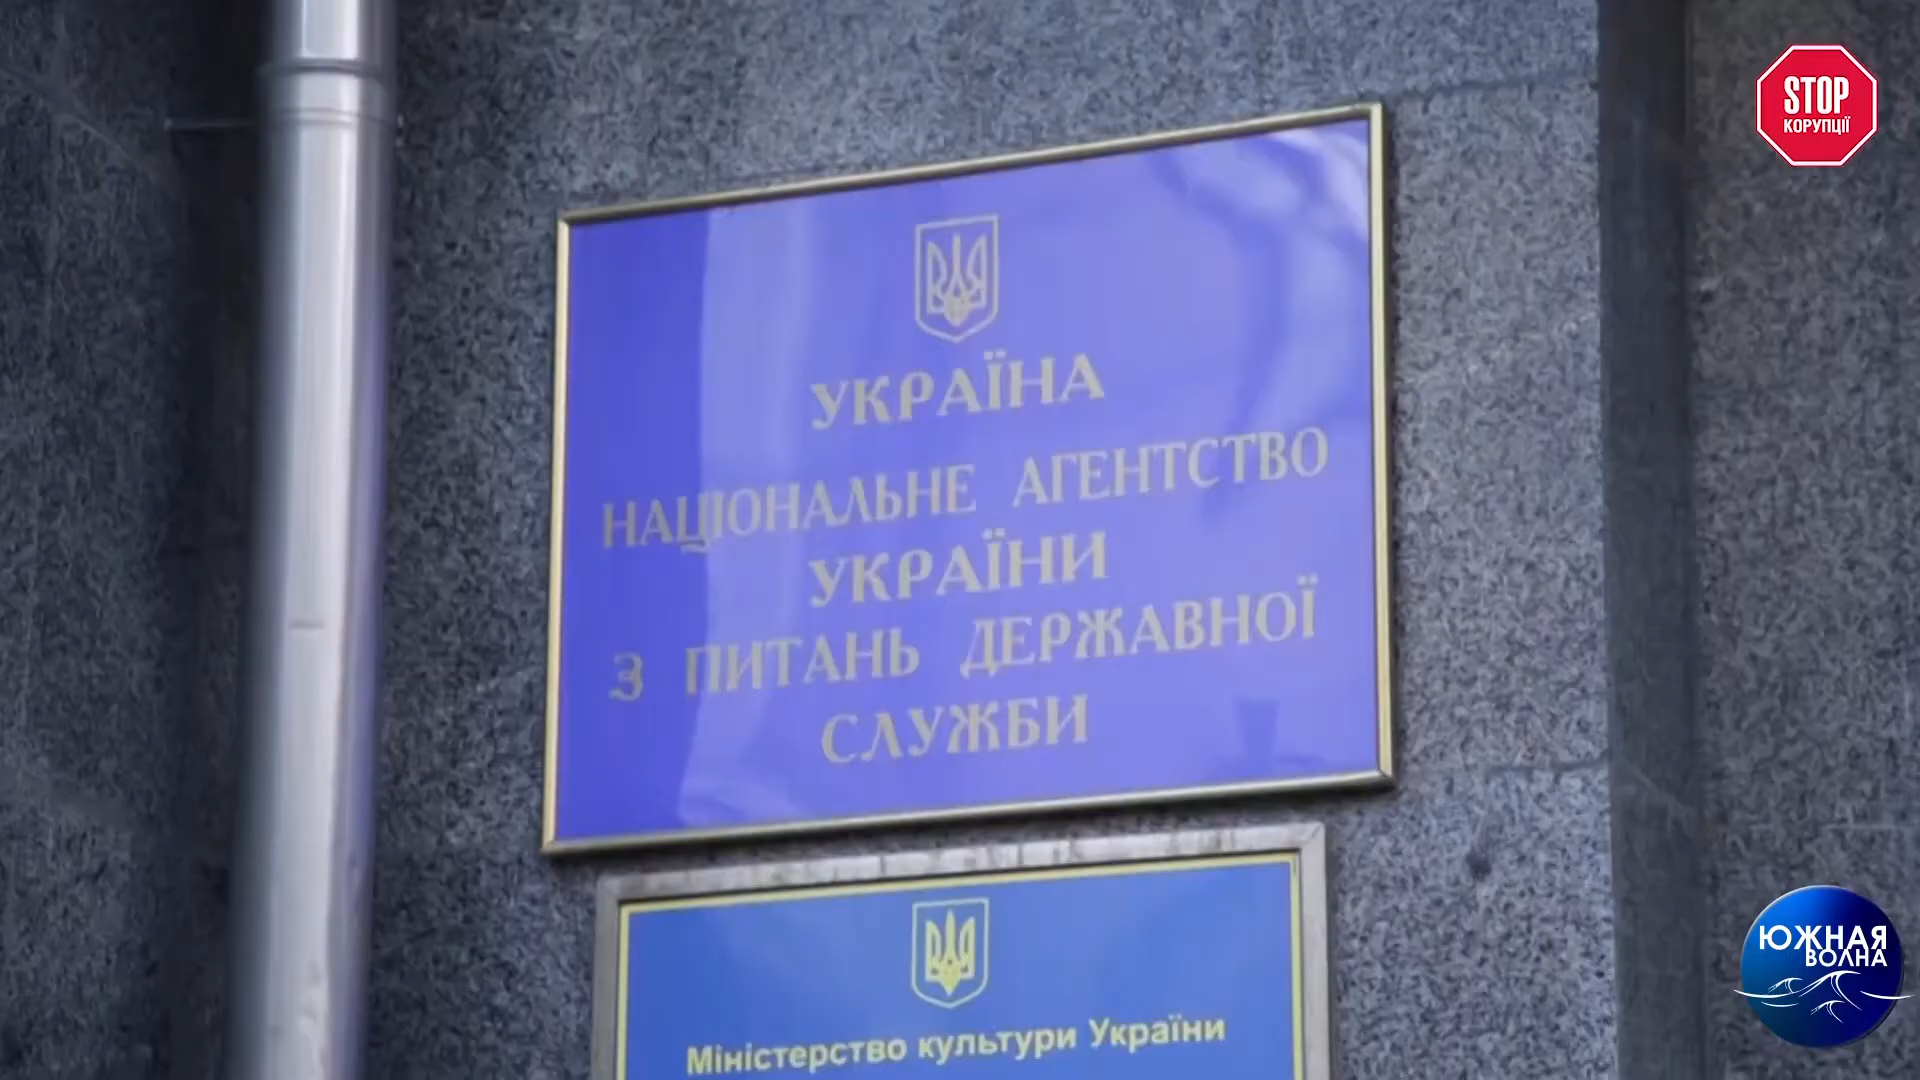 STOP
КОРУПЦІЇ
УКРАЇНА
НАЦІОНАЛЬНЕ АГЕНТСТВО
УКРАЇНИ
З ПИТАНЬ ДЕРЖАВНОЇ
СЛУЖБИ
Міністерство культури України
ЮЖНАЯ
ВОЛНА